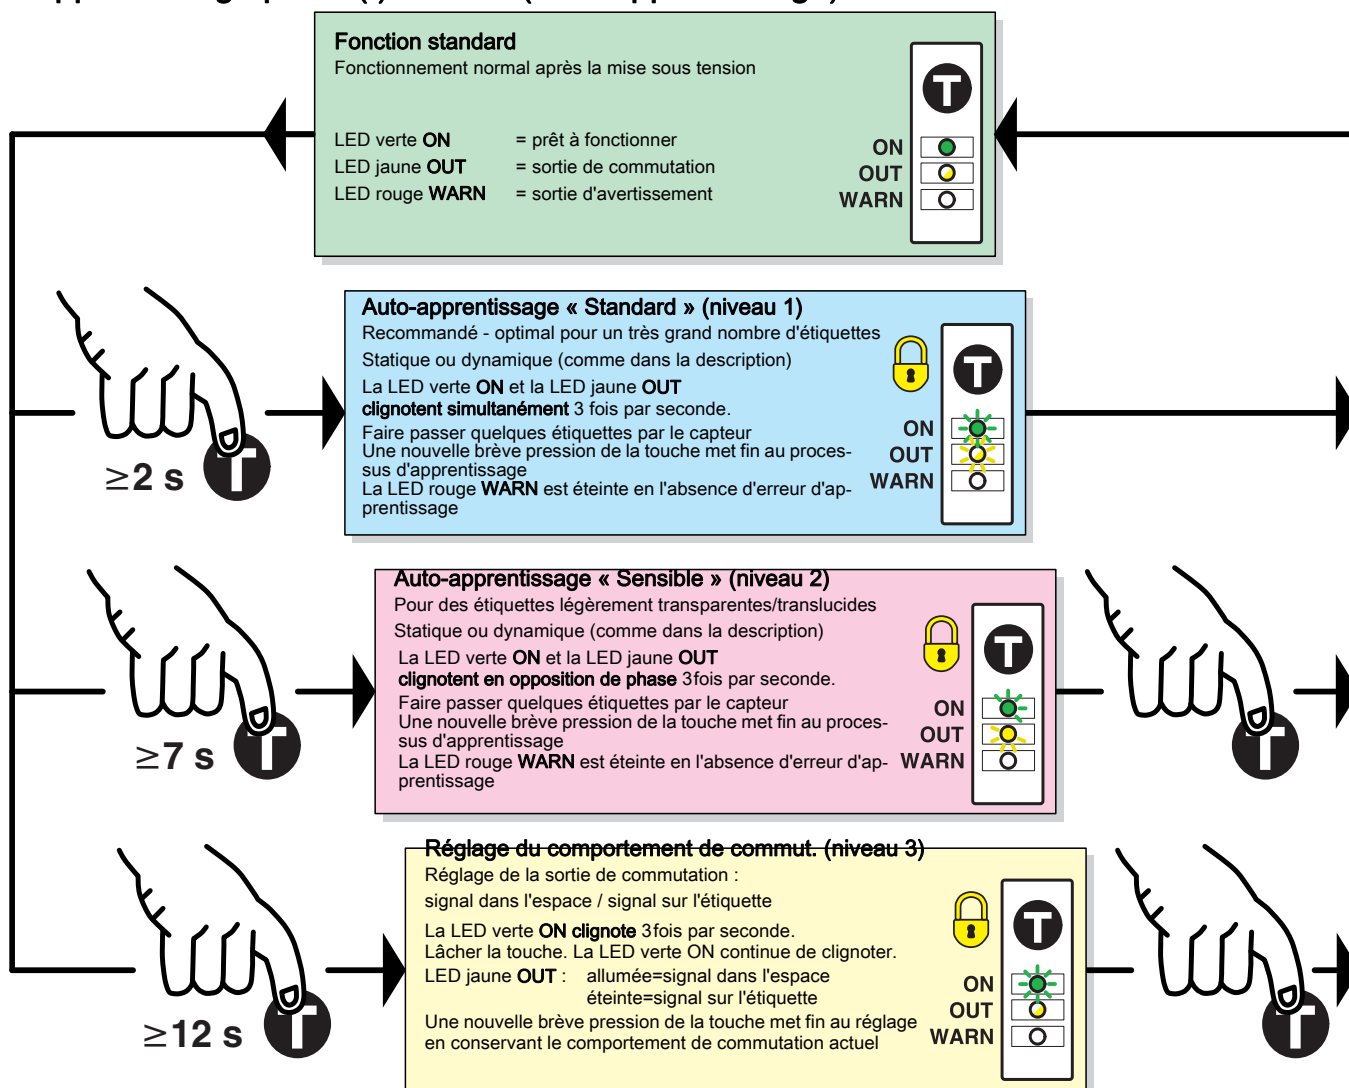 Fonction standard
Fonctionnement normal après la mise sous tension
LED verte ON = prêt à fonctionner
LED jaune OUT = sortie de commutation
LED rouge WARN = sortie d'avertissement
T
ON
OUT
WARN
Auto-apprentissage « Standard » (niveau 1)
Recommandé - optimal pour un très grand nombre d'étiquettes
Statique ou dynamique (comme dans la description)
La LED verte ON et la LED jaune OUT
clignotent simultanément 3 fois par seconde.
Faire passer quelques étiquettes par le capteur
Une nouvelle brève pression de la touche met fin au proces-
sus d'apprentissage
La LED rouge WARN est éteinte en l'absence d'erreur d'ap-
prentissage
T
ON
OUT
WARN
≥2 s T
Auto-apprentissage « Sensible » (niveau 2)
Pour des étiquettes légèrement transparentes/translucides
Statique ou dynamique (comme dans la description)
La LED verte ON et la LED jaune OUT
clignotent en opposition de phase 3fois par seconde.
Faire passer quelques étiquettes par le capteur
Une nouvelle brève pression de la touche met fin au proces-
sus d'apprentissage
La LED rouge WARN est éteinte en l'absence d'erreur d'ap-
prentissage
T
ON
OUT
WARN
≥7 s T
T
Réglage du comportement de commut. (niveau 3)
Réglage de la sortie de commutation :
signal dans l'espace / signal sur l'étiquette
La LED verte ON clignote 3fois par seconde.
Lâcher la touche. La LED verte ON continue de clignoter.
LED jaune OUT : allumée=signal dans l'espace
éteinte=signal sur l'étiquette
Une nouvelle brève pression de la touche met fin au réglage
en conservant le comportement de commutation actuel
T
ON
OUT
WARN
≥12 s T
T